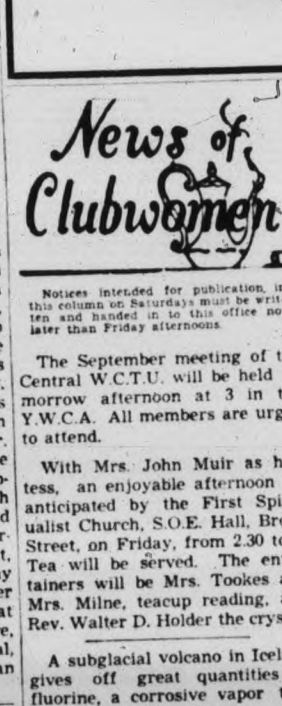 News of
Clubwomen
Notices intended for publication, in
this column on Saturdays must be writ-
ten and handed in to this office no
later than Friday afternoons.
The September meeting of t
Central W.C.T.U. will be held
morrow afternoon at 3 in t
Y.W.C.A. All members are urg
to attend.
With Mrs. John Muir as h
tess, an enjoyable afternoon
anticipated by the First Spi
ualist Church, S.O.E. Hall, Bro
Street, on Friday, from 2.30 to
Tea will be served. The en
tainers will be Mrs. Tookes a
Mrs. Milne, teacup reading, a
Rev. Walter D. Holder the crys
A subglacial volcano in Icel
gives off great quantities
fluorine, a corrosive vapor t